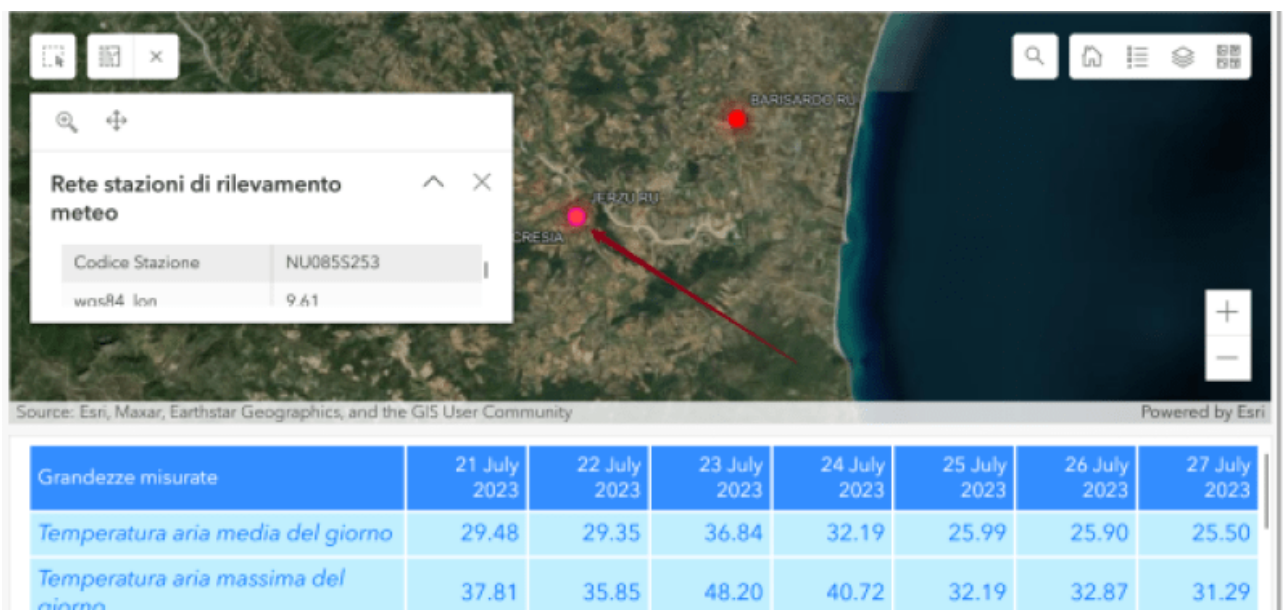 BARISARDO RU
Rete stazioni di rilevamento
meteo
JERZU RU
CRESIA
Codice Stazione NU085S253
wgs84_lon 9.61
Source: Esri, Maxar, Earthstar Geographics, and the GIS User Community
Powered by Esri
Grandezze misurate 21 July 2023 22 July 2023 23 July 2023 24 July 2023 25 July 2023 26 July 2023 27 July 2023
Temperatura aria media del giorno 29.48 29.35 36.84 32.19 25.99 25.90 25.50
Temperatura aria massima del
giorno 37.81 35.85 48.20 40.72 32.19 32.87 31.29